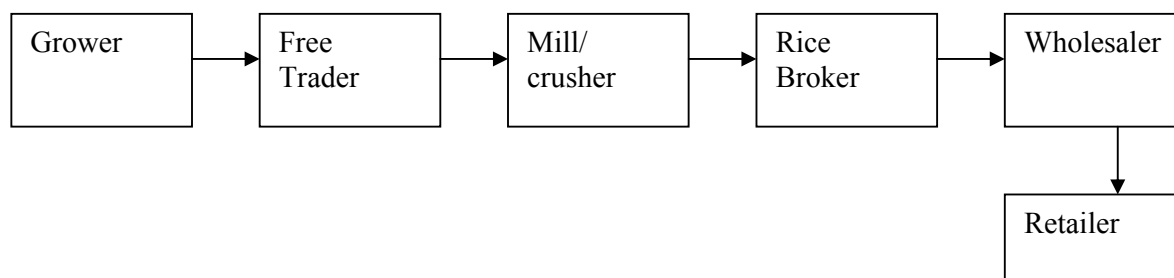 Grower
Free
Trader
Mill/
crusher
Rice
Broker
Wholesaler
Retailer